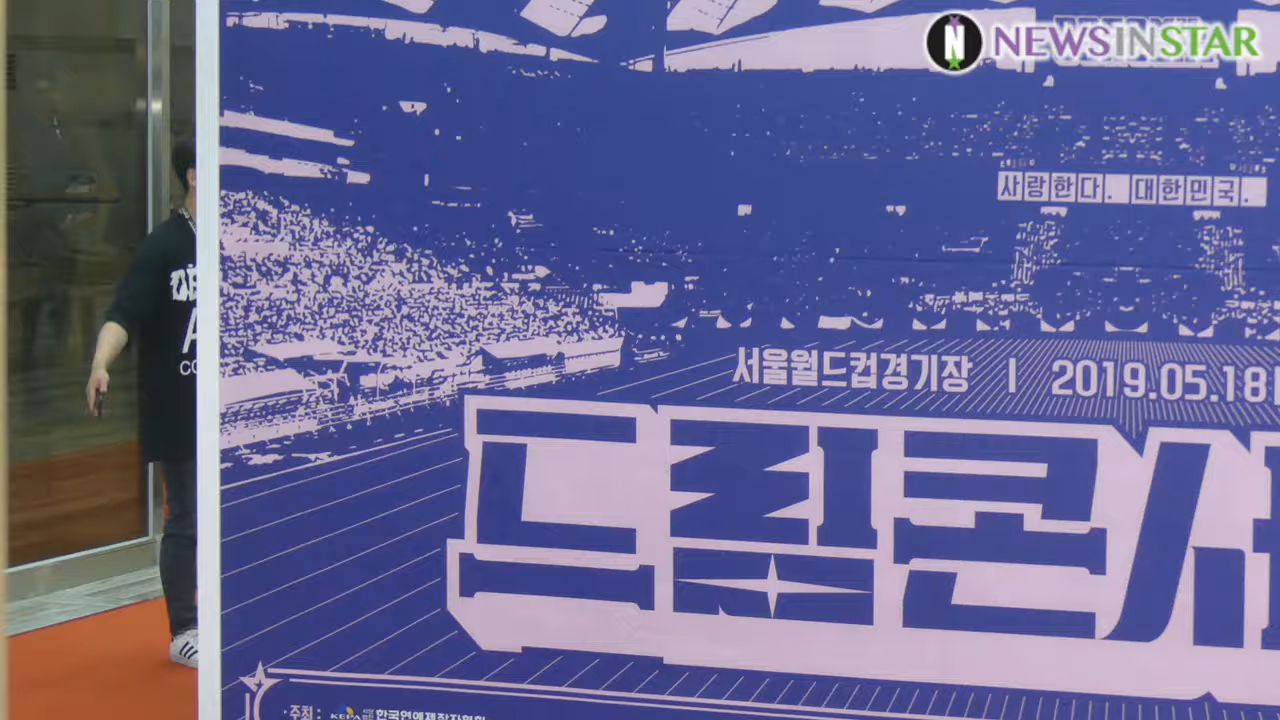 NEWSINSTAR
사랑한다. 대한민국.
서울월드컵경기장 | 2019.05.18
드림콘서
·주최: KEPA 한국연예제작자협회